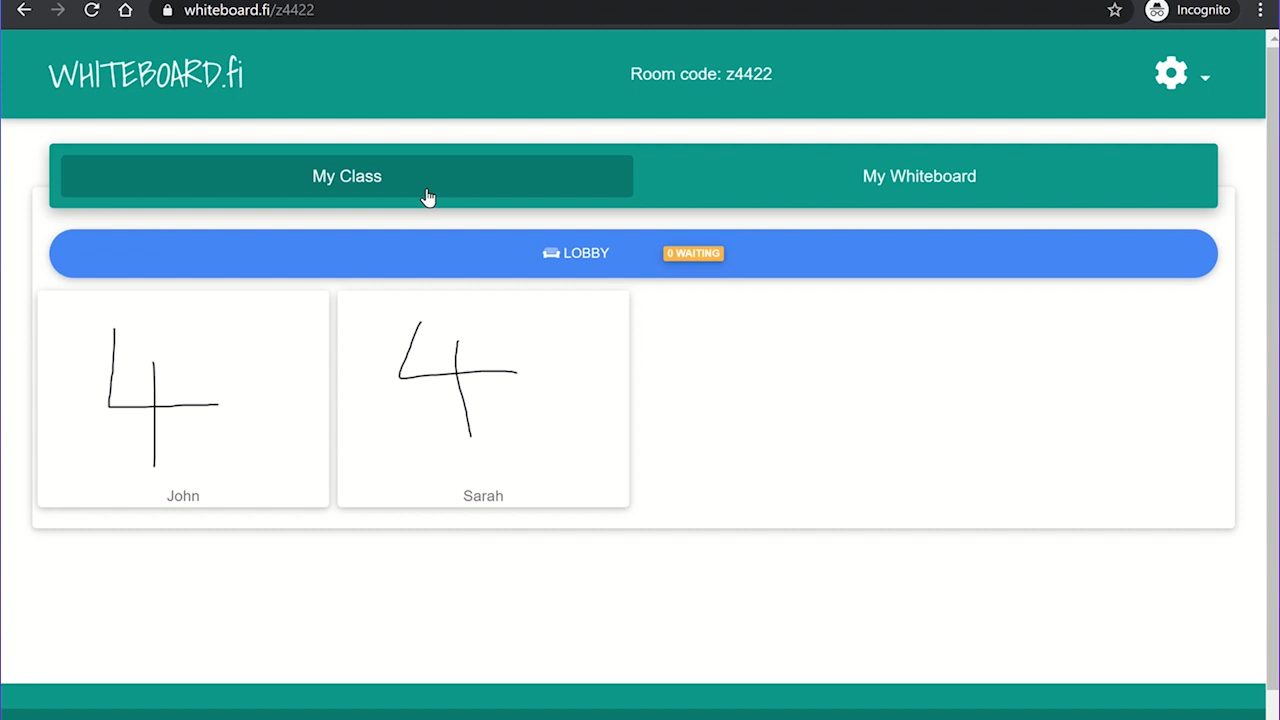 whiteboard.fi/z4422
Incognito
WHITEBOARD.fi
Room code: z4422
My Class
My Whiteboard
LOBBY
0 WAITING
4
4
John
Sarah